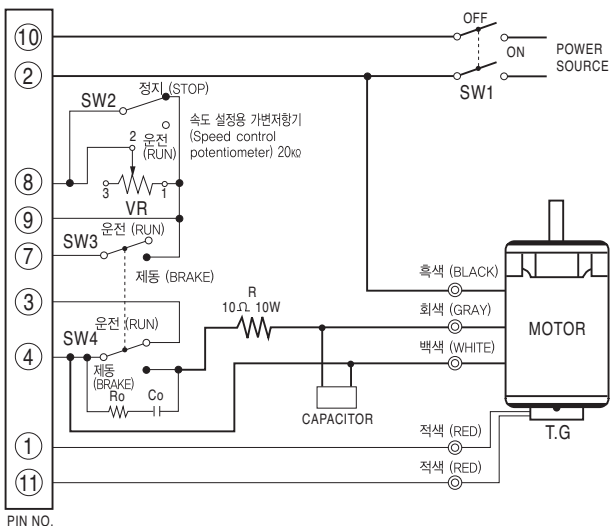 OFF
10
ON
POWER
SOURCE
2
SW1
정지 (STOP)
SW2
속도 설정용 가변저항기
(Speed control
potentiometer) 20㏀
2 운전
(RUN)
8
3
1
VR
9
운전 (RUN)
SW3
7
제동 (BRAKE)
흑색 (BLACK)
3
R
10Ω 10W
회색 (GRAY)
MOTOR
운전 (RUN)
SW4
4
백색 (WHITE)
제동
(BRAKE)
Ro
Co
CAPACITOR
적색 (RED)
T.G
1
적색 (RED)
11
PIN NO.